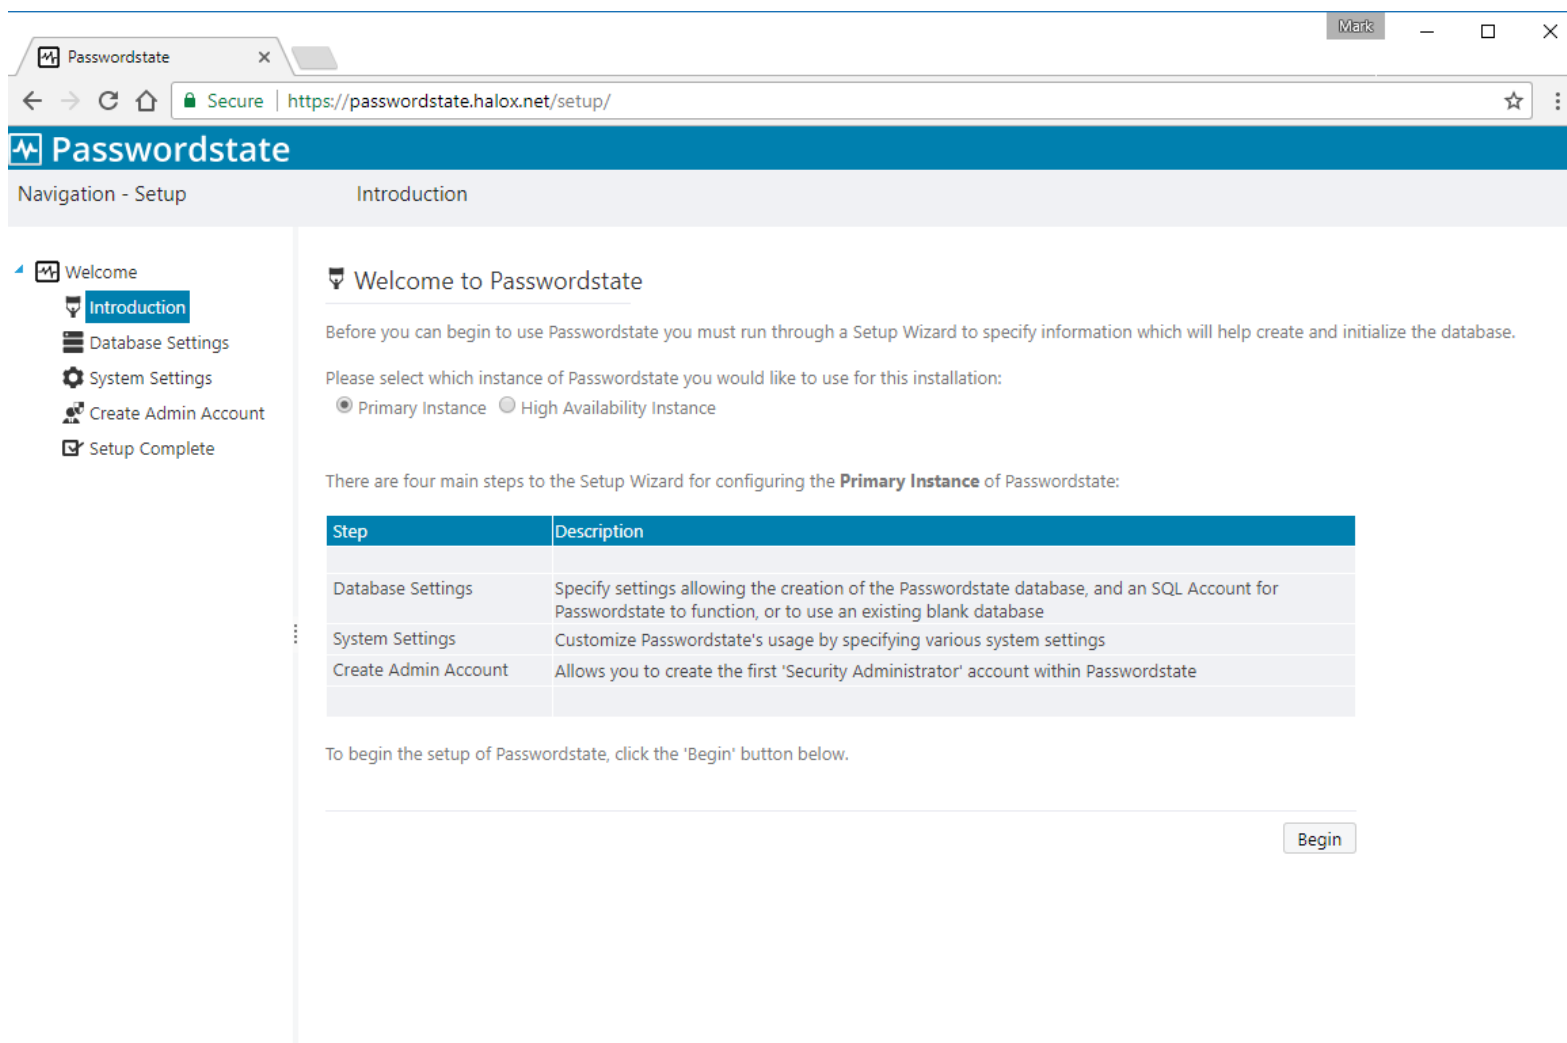 Mark
Passwordstate
Secure | https://passwordstate.halox.net/setup/
Passwordstate
Navigation - Setup
Introduction
Welcome
Introduction
Database Settings
System Settings
Create Admin Account
Setup Complete
Welcome to Passwordstate
Before you can begin to use Passwordstate you must run through a Setup Wizard to specify information which will help create and initialize the database.
Please select which instance of Passwordstate you would like to use for this installation:
Primary Instance High Availability Instance
There are four main steps to the Setup Wizard for configuring the Primary Instance of Passwordstate:
Step Description
Database Settings Specify settings allowing the creation of the Passwordstate database, and an SQL Account for
Passwordstate to function, or to use an existing blank database
System Settings Customize Passwordstate's usage by specifying various system settings
Create Admin Account Allows you to create the first 'Security Administrator' account within Passwordstate
To begin the setup of Passwordstate, click the 'Begin' button below.
Begin